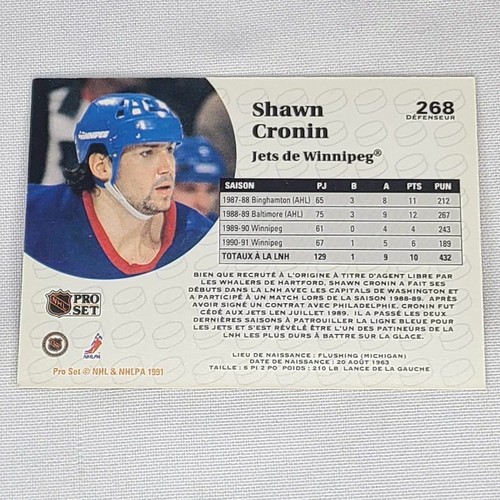 WINNIPEG
Shawn
Cronin
268
DÉFENSEUR
Jets de Winnipeg®
SAISON PJ B A PTS PUN
1987-88 Binghamton (AHL) 65 3 8 11 212
1988-89 Baltimore (AHL) 75 3 9 12 267
1989-90 Winnipeg 61 0 4 4 243
1990-91 Winnipeg 67 1 5 6 189
TOTAUX À LA LNH 129 1 9 10 432
BIEN QUE RECRUTÉ À L'ORIGINE À TITRE D'AGENT LIBRE PAR
LES WHALERS DE HARTFORD, SHAWN CRONIN A FAIT SES
DÉBUTS DANS LA LNH AVEC LES CAPITALS DE WASHINGTON ET
A PARTICIPÉ À UN MATCH LORS DE LA SAISON 1988-89. APRÈS
AVOIR SIGNÉ UN CONTRAT AVEC PHILADELPHIE, CRONIN FUT
CÉDÉ AUX JETS LEN JUILLET 1989. IL A PASSÉ LES DEUX
DERNIÈRES SAISONS À PATROUILLER LA LIGNE BLEUE POUR
LES JETS ET S'EST RÉVÉLÉ ÊTRE L'UN DES PATINEURS DE LA
LNH LES PLUS DURS À BATTRE SUR LA GLACE.
LIEU DE NAISSANCE : FLUSHING (MICHIGAN)
DATE DE NAISSANCE : 20 AOÛT 1963
TAILLE : 6 PI 2 PO POIDS : 210 LB LANCE DE LA GAUCHE
NHL
PRO
SET
NHLPA
Pro Set © NHL & NHLPA 1991